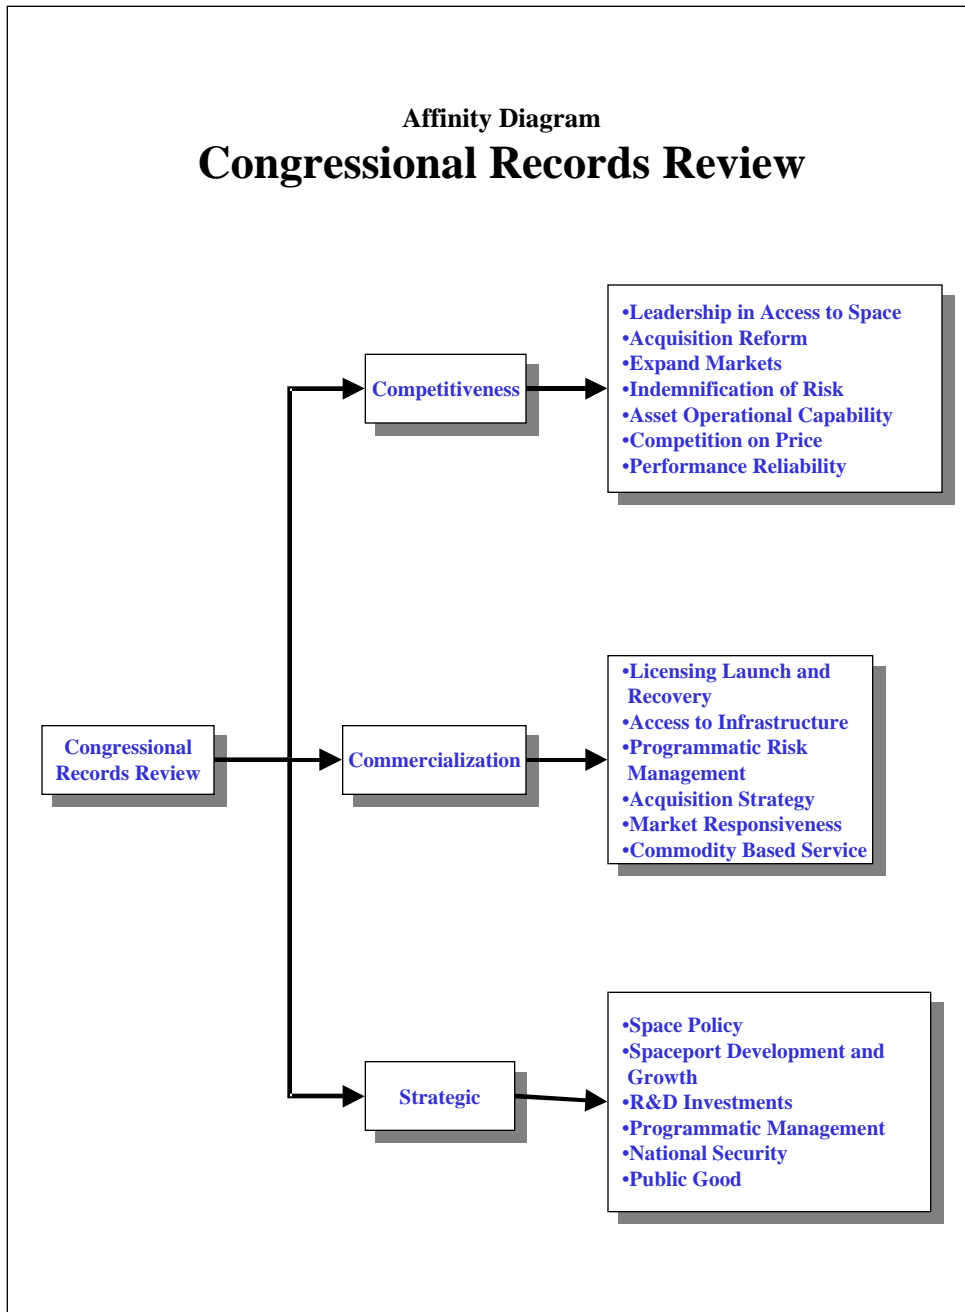 Affinity Diagram
Congressional Records Review
•Leadership in Access to Space
•Acquisition Reform
•Expand Markets
•Indemnification of Risk
•Asset Operational Capability
•Competition on Price
•Performance Reliability
Competitiveness
•Licensing Launch and
Recovery
•Access to Infrastructure
•Programmatic Risk
Management
•Acquisition Strategy
•Market Responsiveness
•Commodity Based Service
Congressional
Records Review
Commercialization
•Space Policy
•Spaceport Development and
Growth
•R&D Investments
•Programmatic Management
•National Security
•Public Good
Strategic